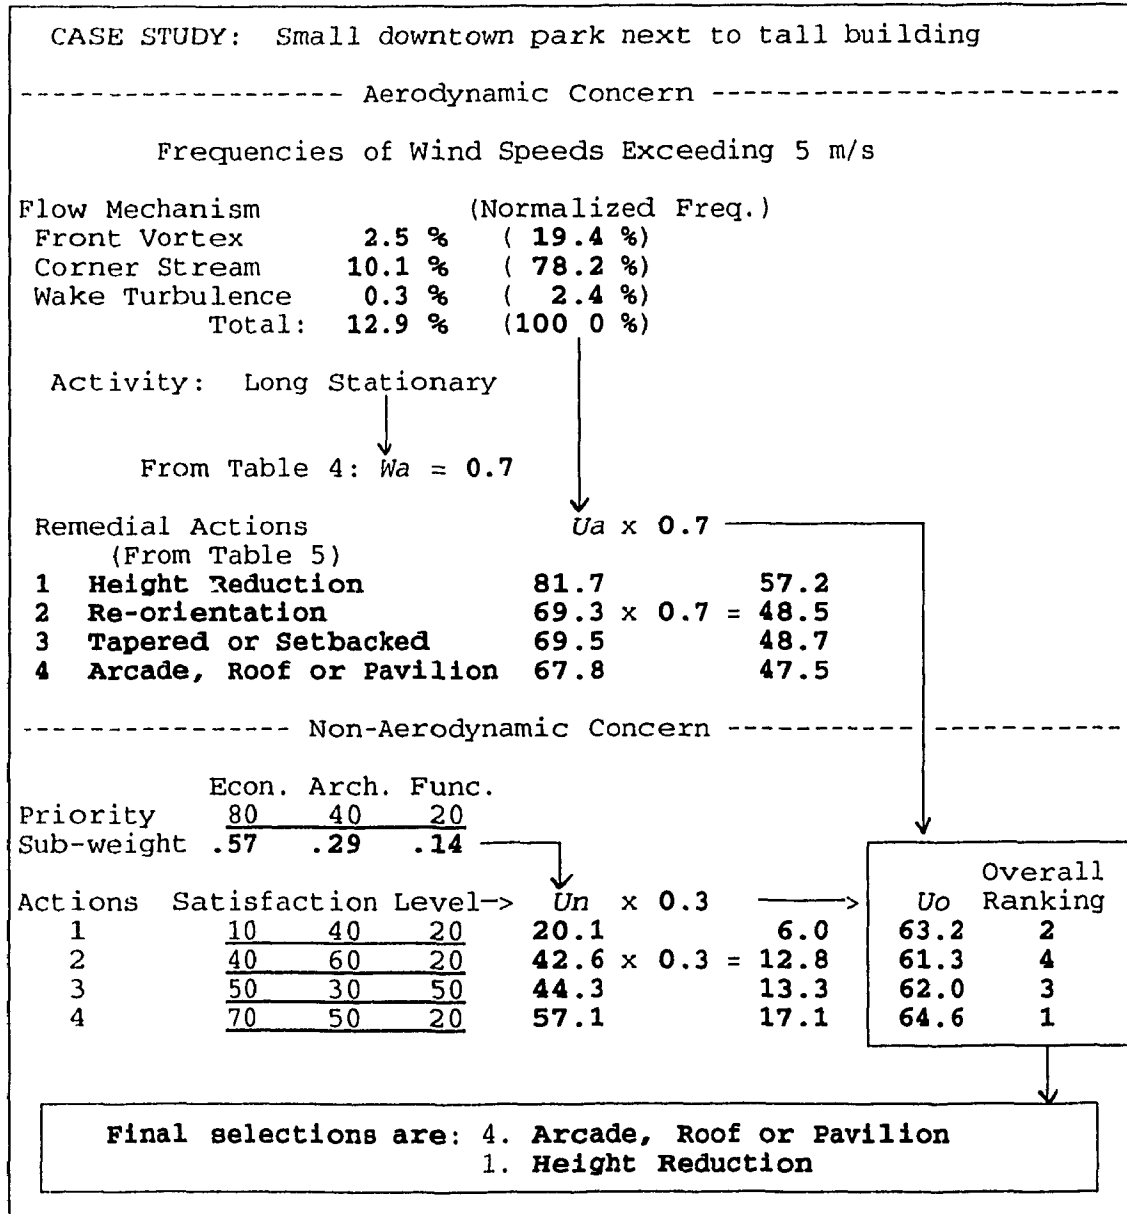 CASE STUDY: Small downtown park next to tall building
------------------- Aerodynamic Concern ------------------------
Frequencies of Wind Speeds Exceeding 5 m/s
Flow Mechanism (Normalized Freq.)
Front Vortex 2.5 % ( 19.4 %)
Corner Stream 10.1 % ( 78.2 %)
Wake Turbulence 0.3 % ( 2.4 %)
Total: 12.9 % (100 0 %)
Activity: Long Stationary
From Table 4: Wa = 0.7
Remedial Actions Ua x 0.7
(From Table 5)
1 Height Reduction 81.7 57.2
2 Re-orientation 69.3 x 0.7 = 48.5
3 Tapered or Setbacked 69.5 48.7
4 Arcade, Roof or Pavilion 67.8 47.5
---------------- Non-Aerodynamic Concern -----------------------
Econ. Arch. Func.
Priority 80 40 20
Sub-weight .57 .29 .14
Overall
Actions Satisfaction Level-> Un x 0.3 Uo Ranking
1 10 40 20 20.1 6.0 63.2 2
2 40 60 20 42.6 x 0.3 = 12.8 61.3 4
3 50 30 50 44.3 13.3 62.0 3
4 70 50 20 57.1 17.1 64.6 1
Final selections are: 4. Arcade, Roof or Pavilion
1. Height Reduction